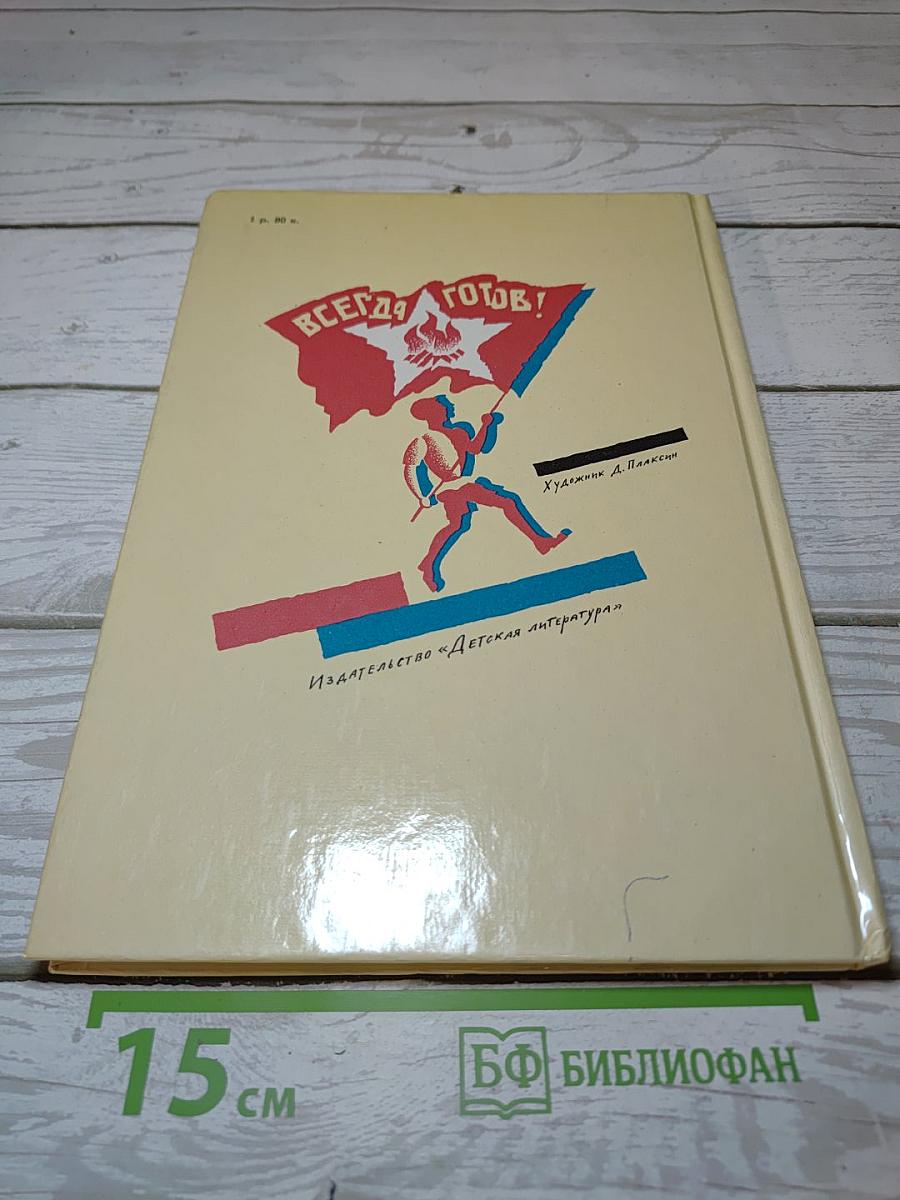 1 р. 80 к.
ВСЕГДА ГОТОВ!
Художник Д. Плаксин
Издательство «Детская литература»
15 см
БФ БИБЛИОФАН